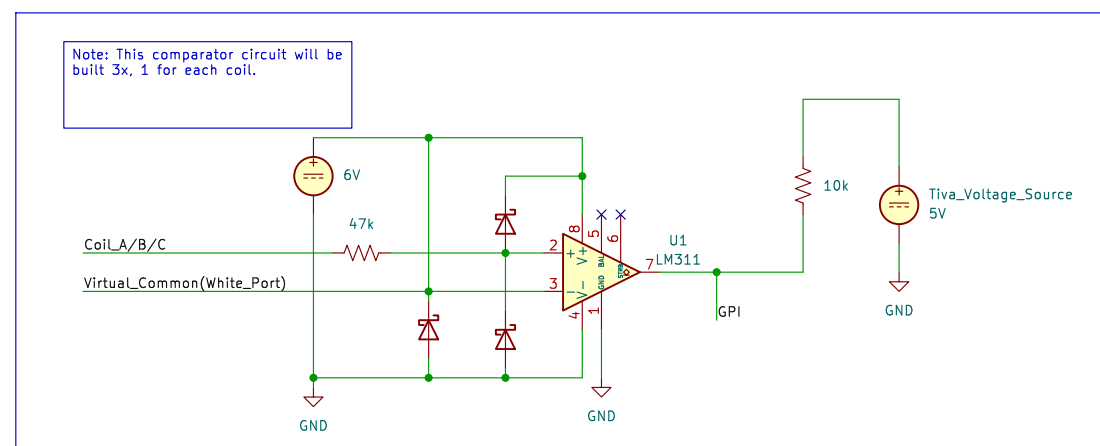 Note: This comparator circuit will be
built 3x, 1 for each coil.
6V
47k
Coil_A/B/C
Virtual_Common(White_Port)
2
3
8
5
6
4
1
7
+
-
V+
V-
BAL
STRB
GND
U1
LM311
GPI
10k
Tiva_Voltage_Source
5V
GND
GND
GND